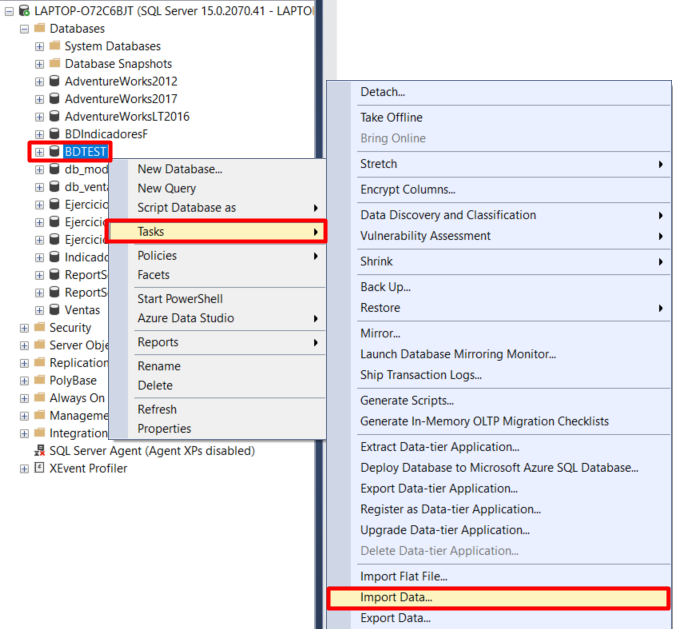 LAPTOP-O72C6BJT (SQL Server 15.0.2070.41 - LAPTO
Databases
System Databases
Database Snapshots
AdventureWorks2012
AdventureWorks2017
AdventureWorksLT2016
BDIndicadoresF
BDTEST
db_mod
db_venta
Ejercicio
Ejercici
Ejercici
Indicado
ReportS
ReportS
Ventas
Security
Server Obje
Replication
PolyBase
Always On
Manageme
Integration
SQL Server Agent (Agent XPs disabled)
XEvent Profiler
New Database...
New Query
Script Database as
Tasks
Policies
Facets
Start PowerShell
Azure Data Studio
Reports
Rename
Delete
Refresh
Properties
Detach...
Take Offline
Bring Online
Stretch
Encrypt Columns...
Data Discovery and Classification
Vulnerability Assessment
Shrink
Back Up...
Restore
Mirror...
Launch Database Mirroring Monitor...
Ship Transaction Logs...
Generate Scripts...
Generate In-Memory OLTP Migration Checklists
Extract Data-tier Application...
Deploy Database to Microsoft Azure SQL Database...
Export Data-tier Application...
Register as Data-tier Application...
Upgrade Data-tier Application...
Delete Data-tier Application...
Import Flat File...
Import Data...
Export Data...